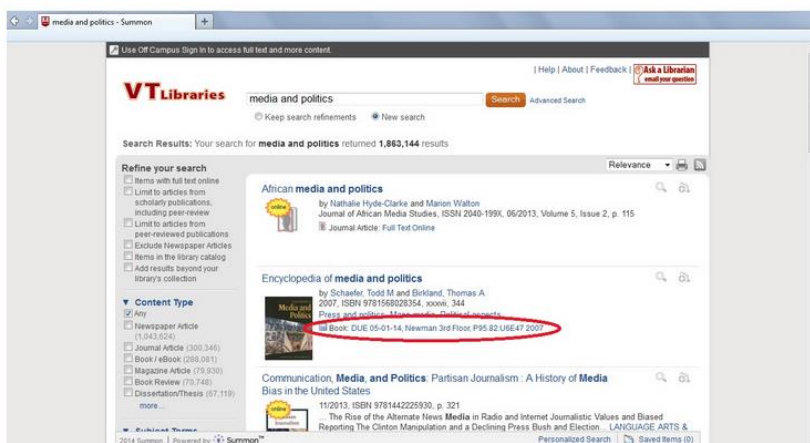 media and politics - Summon
Use Off Campus Sign In to access full text and more content.
| Help | About | Feedback |
Ask a Librarian
email your question
VTLibraries
media and politics
Search
Advanced Search
Keep search refinements
New search
Search Results: Your search for media and politics returned 1,863,144 results
Relevance
Refine your search
Items with full text online
Limit to articles from
scholarly publications,
including peer-review
Limit to articles from
peer-reviewed publications
Exclude Newspaper Articles
Items in the library catalog
Add results beyond your
library's collection
Content Type
Any
Newspaper Article
(1,043,624)
Journal Article (300,346)
Book / eBook (288,081)
Magazine Article (79,930)
Book Review (70,748)
Dissertation/Thesis (57,119)
more...
Subject Terms
African media and politics
online
by Nathalie Hyde-Clarke and Marion Walton
Journal of African Media Studies, ISSN 2040-199X, 06/2013, Volume 5, Issue 2, p. 115
Journal Article: Full Text Online
Encyclopedia of media and politics
Media and
Politics
by Schaefer, Todd M and Birkland, Thomas A
2007, ISBN 9781568028354, xxxvii, 344
Press and politics, Mass media, Political aspects
Book: DUE 05-01-14, Newman 3rd Floor, P95.82.U6E47 2007
Communication, Media, and Politics: Partisan Journalism : A History of Media
Bias in the United States
online
11/2013, ISBN 9781442225930, p. 321
... The Rise of the Alternate News Media in Radio and Internet Journalistic Values and Biased
Reporting The Clinton Manipulation and a Declining Press Bush and Election... LANGUAGE ARTS &
2014 Summon | Powered by Summon™
Personalized Search
Saved Items (0)